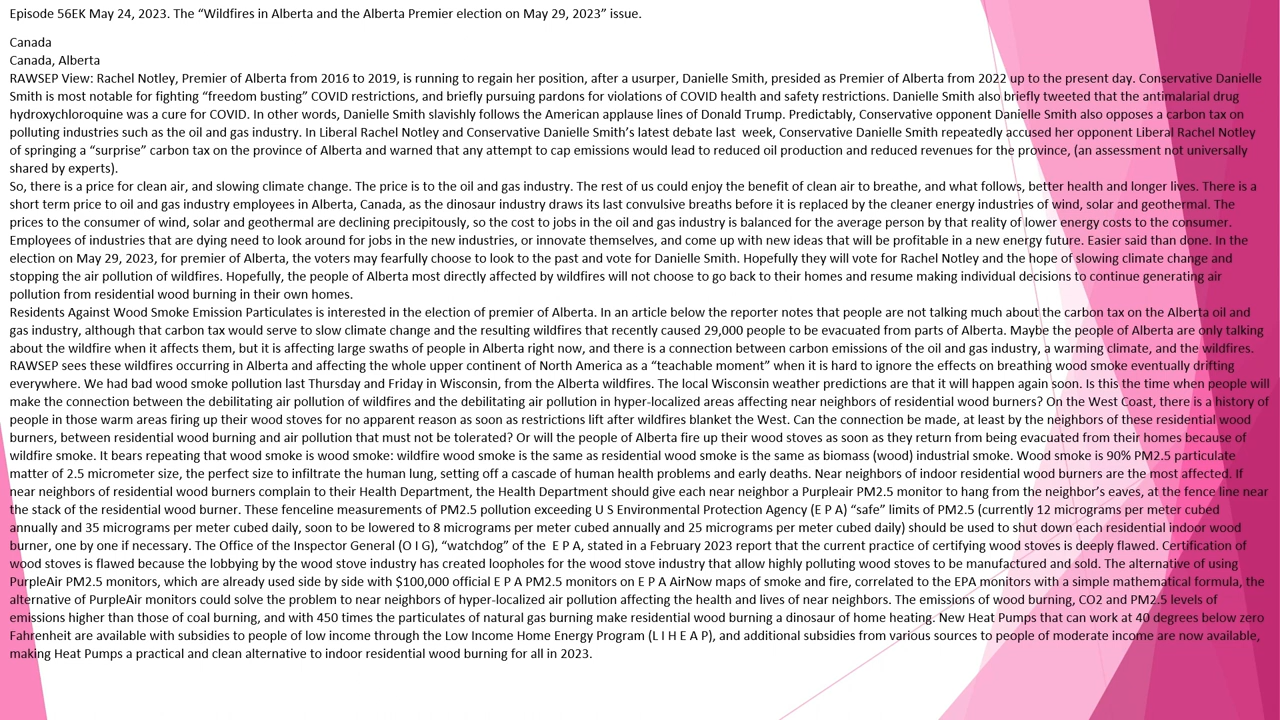 Episode 56EK May 24, 2023. The “Wildfires in Alberta and the Alberta Premier election on May 29, 2023” issue.
Canada
Canada, Alberta
RAWSEP View: Rachel Notley, Premier of Alberta from 2016 to 2019, is running to regain her position, after a usurper, Danielle Smith, presided as Premier of Alberta from 2022 up to the present day. Conservative Danielle
Smith is most notable for fighting “freedom busting” COVID restrictions, and briefly pursuing pardons for violations of COVID health and safety restrictions. Danielle Smith also briefly tweeted that the antimalarial drug
hydroxychloroquine was a cure for COVID. In other words, Danielle Smith slavishly follows the American applause lines of Donald Trump. Predictably, Conservative opponent Danielle Smith also opposes a carbon tax on
polluting industries such as the oil and gas industry. In Liberal Rachel Notley and Conservative Danielle Smith’s latest debate last  week, Conservative Danielle Smith repeatedly accused her opponent Liberal Rachel Notley
of springing a “surprise” carbon tax on the province of Alberta and warned that any attempt to cap emissions would lead to reduced oil production and reduced revenues for the province, (an assessment not universally
shared by experts).
So, there is a price for clean air, and slowing climate change. The price is to the oil and gas industry. The rest of us could enjoy the benefit of clean air to breathe, and what follows, better health and longer lives. There is a
short term price to oil and gas industry employees in Alberta, Canada, as the dinosaur industry draws its last convulsive breaths before it is replaced by the cleaner energy industries of wind, solar and geothermal. The
prices to the consumer of wind, solar and geothermal are declining precipitously, so the cost to jobs in the oil and gas industry is balanced for the average person by that reality of lower energy costs to the consumer.
Employees of industries that are dying need to look around for jobs in the new industries, or innovate themselves, and come up with new ideas that will be profitable in a new energy future. Easier said than done. In the
election on May 29, 2023, for premier of Alberta, the voters may fearfully choose to look to the past and vote for Danielle Smith. Hopefully they will vote for Rachel Notley and the hope of slowing climate change and
stopping the air pollution of wildfires. Hopefully, the people of Alberta most directly affected by wildfires will not choose to go back to their homes and resume making individual decisions to continue generating air
pollution from residential wood burning in their own homes.
Residents Against Wood Smoke Emission Particulates is interested in the election of premier of Alberta. In an article below the reporter notes that people are not talking much about the carbon tax on the Alberta oil and
gas industry, although that carbon tax would serve to slow climate change and the resulting wildfires that recently caused 29,000 people to be evacuated from parts of Alberta. Maybe the people of Alberta are only talking
about the wildfire when it affects them, but it is affecting large swaths of people in Alberta right now, and there is a connection between carbon emissions of the oil and gas industry, a warming climate, and the wildfires.
RAWSEP sees these wildfires occurring in Alberta and affecting the whole upper continent of North America as a “teachable moment” when it is hard to ignore the effects on breathing wood smoke eventually drifting
everywhere. We had bad wood smoke pollution last Thursday and Friday in Wisconsin, from the Alberta wildfires. The local Wisconsin weather predictions are that it will happen again soon. Is this the time when people will
make the connection between the debilitating air pollution of wildfires and the debilitating air pollution in hyper-localized areas affecting near neighbors of residential wood burners? On the West Coast, there is a history of
people in those warm areas firing up their wood stoves for no apparent reason as soon as restrictions lift after wildfires blanket the West. Can the connection be made, at least by the neighbors of these residential wood
burners, between residential wood burning and air pollution that must not be tolerated? Or will the people of Alberta fire up their wood stoves as soon as they return from being evacuated from their homes because of
wildfire smoke. It bears repeating that wood smoke is wood smoke: wildfire wood smoke is the same as residential wood smoke is the same as biomass (wood) industrial smoke. Wood smoke is 90% PM2.5 particulate
matter of 2.5 micrometer size, the perfect size to infiltrate the human lung, setting off a cascade of human health problems and early deaths. Near neighbors of indoor residential wood burners are the most affected. If
near neighbors of residential wood burners complain to their Health Department, the Health Department should give each near neighbor a Purpleair PM2.5 monitor to hang from the neighbor’s eaves, at the fence line near
the stack of the residential wood burner. These fenceline measurements of PM2.5 pollution exceeding U S Environmental Protection Agency (E P A) “safe” limits of PM2.5 (currently 12 micrograms per meter cubed
annually and 35 micrograms per meter cubed daily, soon to be lowered to 8 micrograms per meter cubed annually and 25 micrograms per meter cubed daily) should be used to shut down each residential indoor wood
burner, one by one if necessary. The Office of the Inspector General (O I G), “watchdog” of the  E P A, stated in a February 2023 report that the current practice of certifying wood stoves is deeply flawed. Certification of
wood stoves is flawed because the lobbying by the wood stove industry has created loopholes for the wood stove industry that allow highly polluting wood stoves to be manufactured and sold. The alternative of using
PurpleAir PM2.5 monitors, which are already used side by side with $100,000 official E P A PM2.5 monitors on E P A AirNow maps of smoke and fire, correlated to the EPA monitors with a simple mathematical formula, the
alternative of PurpleAir monitors could solve the problem to near neighbors of hyper-localized air pollution affecting the health and lives of near neighbors. The emissions of wood burning, CO2 and PM2.5 levels of
emissions higher than those of coal burning, and with 450 times the particulates of natural gas burning make residential wood burning a dinosaur of home heating. New Heat Pumps that can work at 40 degrees below zero
Fahrenheit are available with subsidies to people of low income through the Low Income Home Energy Program (L I H E A P), and additional subsidies from various sources to people of moderate income are now available,
making Heat Pumps a practical and clean alternative to indoor residential wood burning for all in 2023.